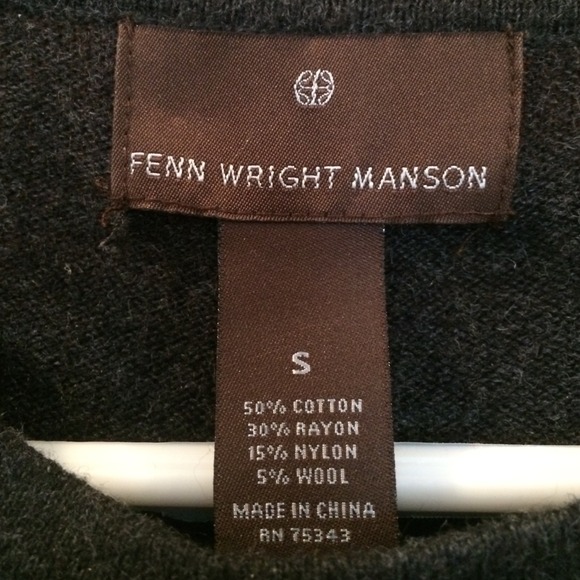 FENN WRIGHT MANSON
S
50% COTTON
30% RAYON
15% NYLON
5% WOOL
MADE IN CHINA
RN 75343